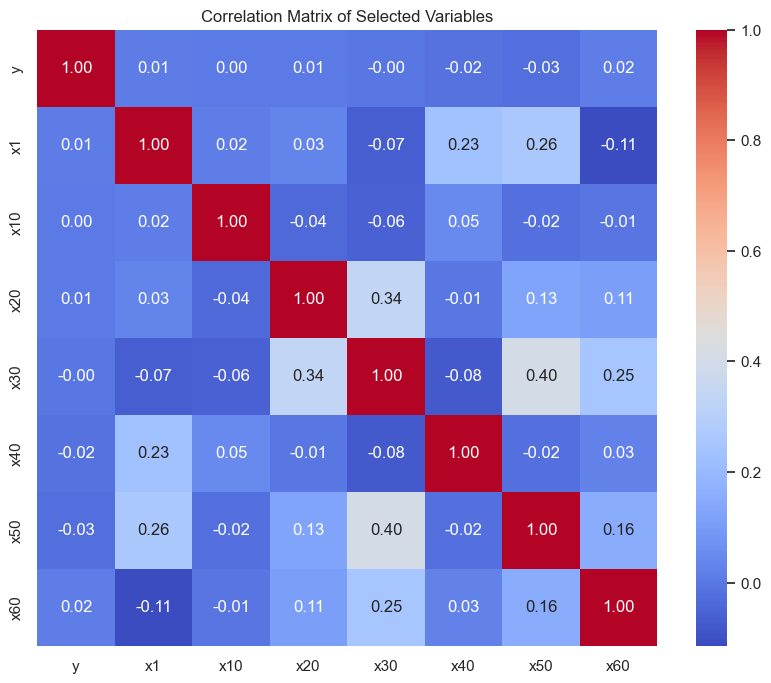 Correlation Matrix of Selected Variables
y 1.00 0.01 0.00 0.01 -0.00 -0.02 -0.03 0.02
x1 0.01 1.00 0.02 0.03 -0.07 0.23 0.26 -0.11
x10 0.00 0.02 1.00 -0.04 -0.06 0.05 -0.02 -0.01
x20 0.01 0.03 -0.04 1.00 0.34 -0.01 0.13 0.11
x30 -0.00 -0.07 -0.06 0.34 1.00 -0.08 0.40 0.25
x40 -0.02 0.23 0.05 -0.01 -0.08 1.00 -0.02 0.03
x50 -0.03 0.26 -0.02 0.13 0.40 -0.02 1.00 0.16
x60 0.02 -0.11 -0.01 0.11 0.25 0.03 0.16 1.00
y x1 x10 x20 x30 x40 x50 x60
1.0
0.8
0.6
0.4
0.2
0.0